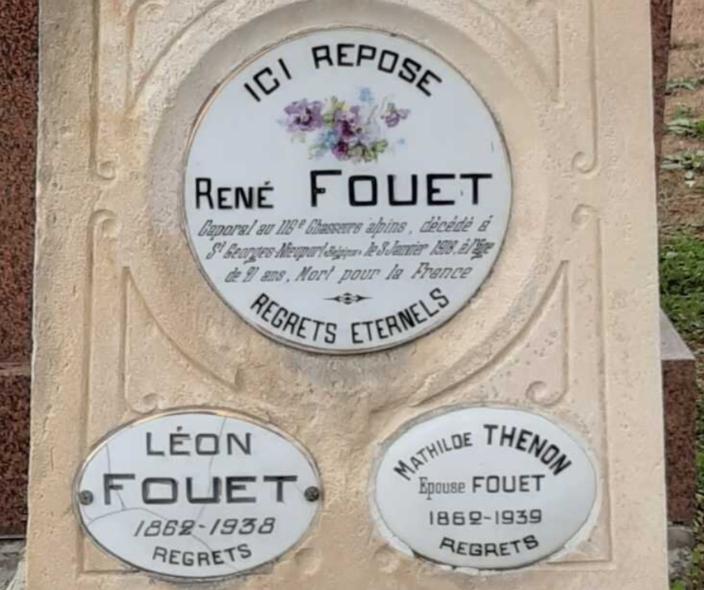 ICI REPOSE
RENÉ FOUET
Caporal au 116e Chasseurs alpins, décédé à
St Georges-Nieuport (Belgique) le 3 Janvier 1918, à l'âge
de 21 ans, Mort pour la France
REGRETS ETERNELS
LÉON
FOUET
1862-1938
REGRETS
MATHILDE THENON
Epouse FOUET
1862-1939
REGRETS